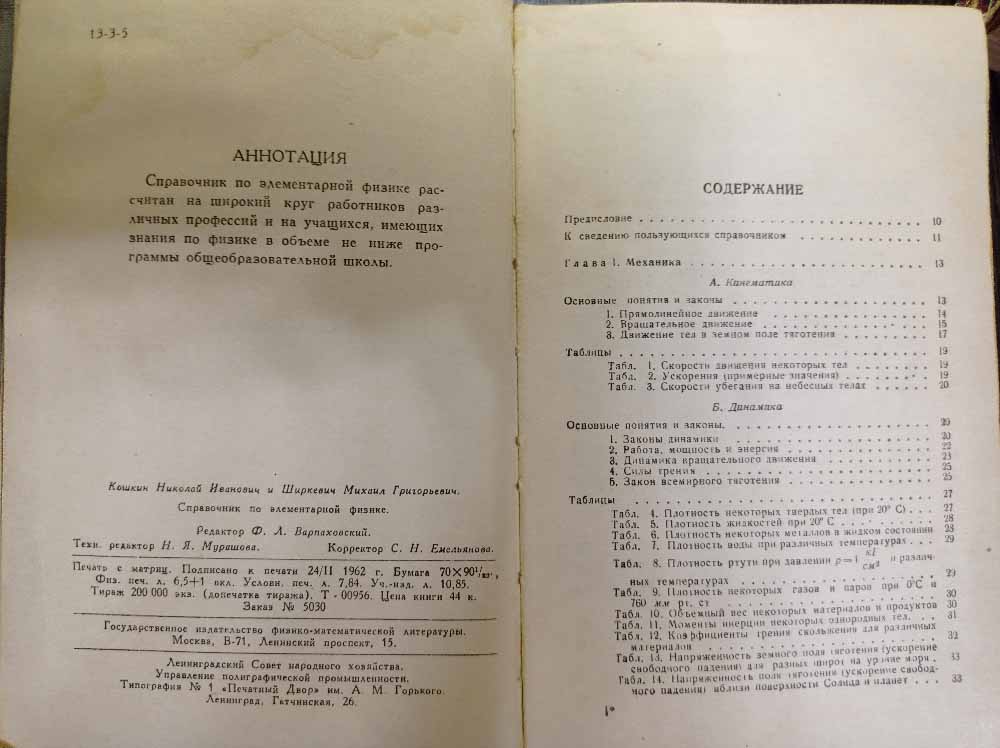 13-3-5
АННОТАЦИЯ
Справочник по элементарной физике рас-
считан на широкий круг работников раз-
личных профессий и на учащихся, имеющих
знания по физике в объеме не ниже про-
граммы общеобразовательной школы.
Кошкин Николай Иванович и Ширкевич Михаил Григорьевич.
Справочник по элементарной физике.
Редактор Ф. Л. Варпаховский.
Техн. редактор Н. Я. Мурашова. Корректор С. Н. Емельянова.
Печать с матриц. Подписано к печати 24/II 1962 г. Бумага 70×90 1/32.
Физ. печ. л. 6,5+1 вкл. Условн. печ. л. 7,84. Уч.-изд. л. 10,85.
Тираж 200 000 экз. (допечатка тиража). Т-00956. Цена книги 44 к.
Заказ № 5030
Государственное издательство физико-математической литературы.
Москва, В-71, Ленинский проспект, 15.
Ленинградский Совет народного хозяйства.
Управление полиграфической промышленности.
Типография № 1 «Печатный Двор» им. А. М. Горького.
Ленинград, Гатчинская, 26.
СОДЕРЖАНИЕ
Предисловие . . . 10
К сведению пользующихся справочником . . . 11
Глава I. Механика . . . 13
А. Кинематика
Основные понятия и законы . . . 13
1. Прямолинейное движение . . . 14
2. Вращательное движение . . . 15
3. Движение тел в земном поле тяготения . . . 17
Таблицы . . . 19
Табл. 1. Скорости движения некоторых тел . . . 19
Табл. 2. Ускорения (примерные значения) . . . 19
Табл. 3. Скорости убегания на небесных телах . . . 20
Б. Динамика
Основные понятия и законы. . . . 20
1. Законы динамики . . . 20
2. Работа, мощность и энергия . . . 22
3. Динамика вращательного движения . . . 23
4. Силы трения . . . 25
5. Закон всемирного тяготения . . . 25
Таблицы . . . 27
Табл. 4. Плотность некоторых твердых тел (при 20° С) . . . 27
Табл. 5. Плотность жидкостей при 20° С . . . 28
Табл. 6. Плотность некоторых металлов в жидком состоянии 28
Табл. 7. Плотность воды при различных температурах . . . 29
Табл. 8. Плотность ртути при давлении p=1 кГ/см² и различ-
ных температурах . . . 29
Табл. 9. Плотность некоторых газов и паров при 0°С и
760 мм рт. ст . . . 30
Табл. 10. Объемный вес некоторых материалов и продуктов 30
Табл. 11. Моменты инерции некоторых однородных тел. . . 31
Табл. 12. Коэффициенты трения скольжения для различных
материалов . . . 32
Табл. 13. Напряженность земного поля тяготения (ускорение
свободного падения) для разных широт на уровне моря . 33
Табл. 14. Напряженность поля тяготения (ускорение свобод-
ного падения) вблизи поверхности Солнца и планет . . . 33
1*